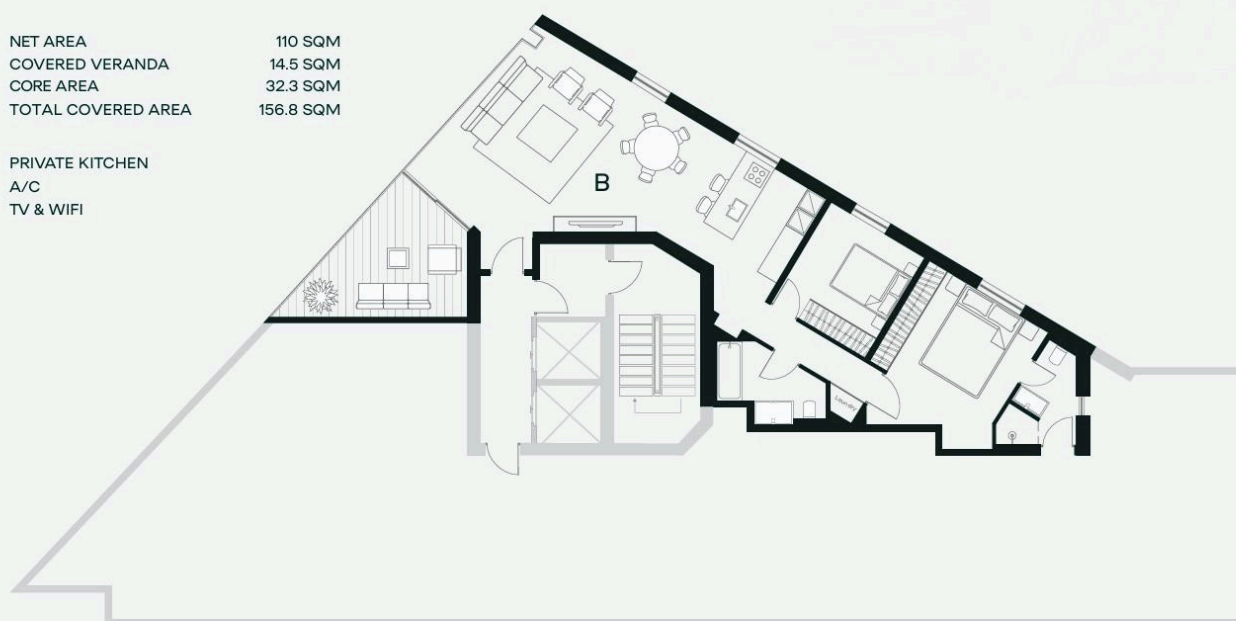 NET AREA 110 SQM
COVERED VERANDA 14.5 SQM
CORE AREA 32.3 SQM
TOTAL COVERED AREA 156.8 SQM
PRIVATE KITCHEN
A/C
TV & WIFI
B
Laundry